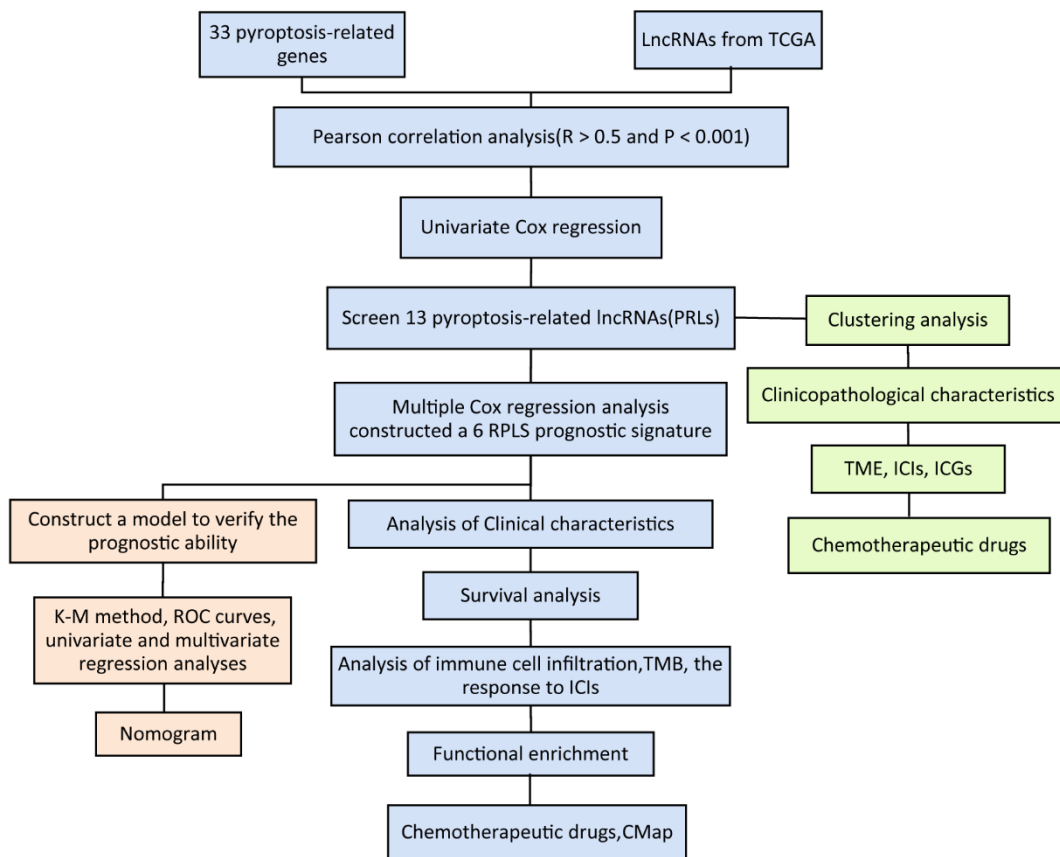 33 pyroptosis-related
genes
LncRNAs from TCGA
Pearson correlation analysis(R > 0.5 and P < 0.001)
Univariate Cox regression
Screen 13 pyroptosis-related lncRNAs(PRLs)
Clustering analysis
Clinicopathological characteristics
TME, ICIs, ICGs
Chemotherapeutic drugs
Multiple Cox regression analysis
constructed a 6 RPLS prognostic signature
Construct a model to verify the
prognostic ability
K-M method, ROC curves,
univariate and multivariate
regression analyses
Nomogram
Analysis of Clinical characteristics
Survival analysis
Analysis of immune cell infiltration,TMB, the
response to ICIs
Functional enrichment
Chemotherapeutic drugs,CMap